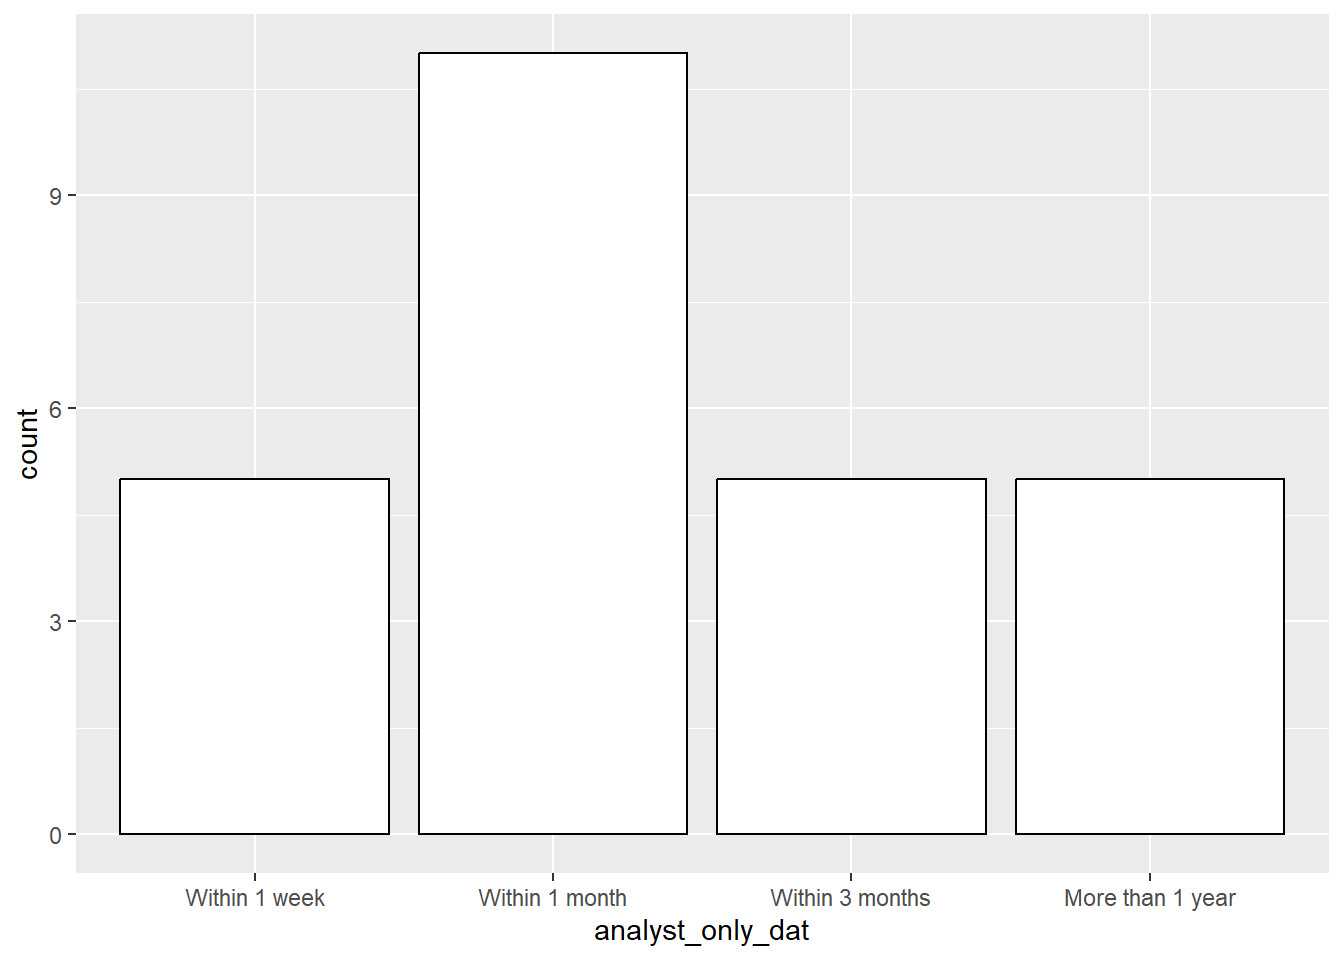 count
9
6
3
0
Within 1 week
Within 1 month
Within 3 months
More than 1 year
analyst_only_dat